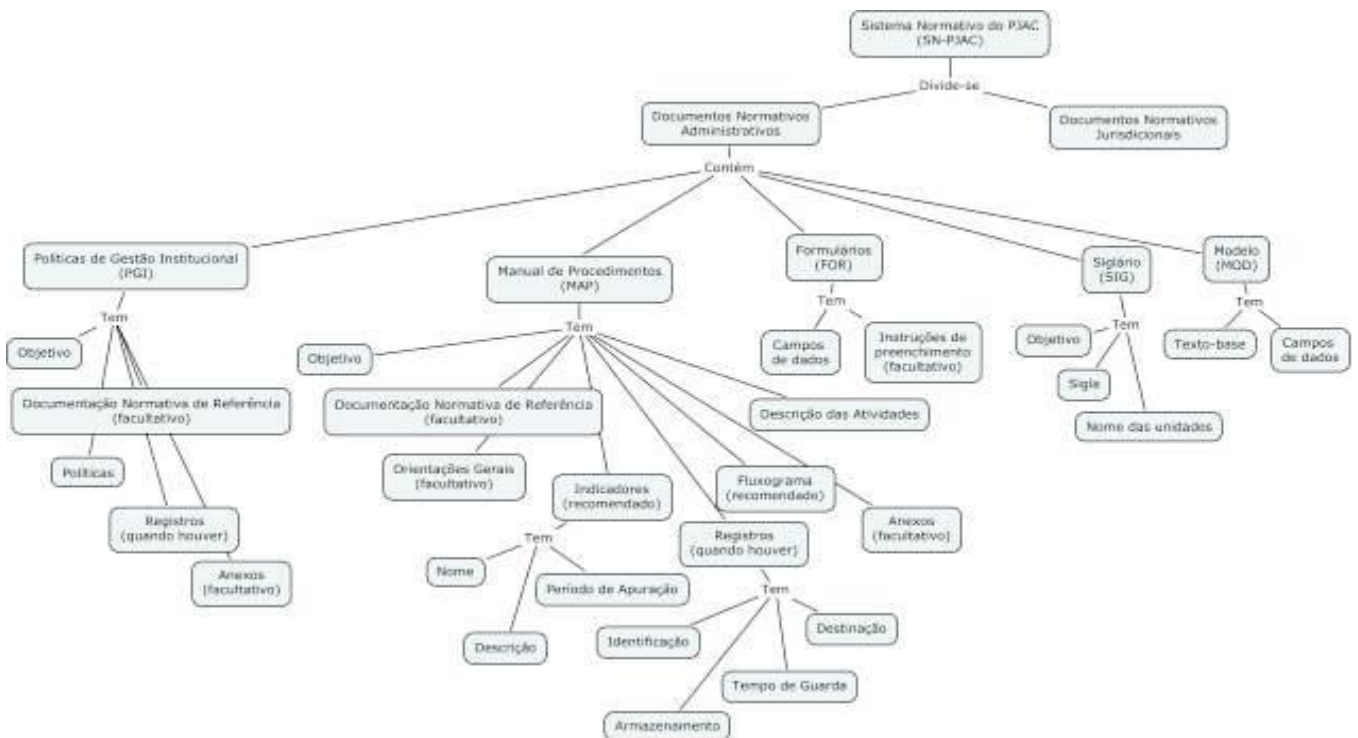 Sistema Normativo do PJAC
(SN-PJAC)
Divide-se
Documentos Normativos
Administrativos
Documentos Normativos
Jurisdicionais
Contém
Políticas de Gestão Institucional
(PGI)
Tem
Objetivo
Documentação Normativa de Referência
(facultativo)
Políticas
Registros
(quando houver)
Anexos
(facultativo)
Manual de Procedimentos
(MAP)
Tem
Objetivo
Documentação Normativa de Referência
(facultativo)
Orientações Gerais
(facultativo)
Indicadores
(recomendado)
Tem
Nome
Descrição
Período de Apuração
Registros
(quando houver)
Tem
Identificação
Armazenamento
Tempo de Guarda
Destinação
Fluxograma
(recomendado)
Anexos
(facultativo)
Descrição das Atividades
Formulários
(FOR)
Tem
Campos
de dados
Instruções de
preenchimento
(facultativo)
Siglário
(SIG)
Tem
Objetivo
Sigla
Nome das unidades
Modelo
(MOD)
Tem
Texto-base
Campos
de dados